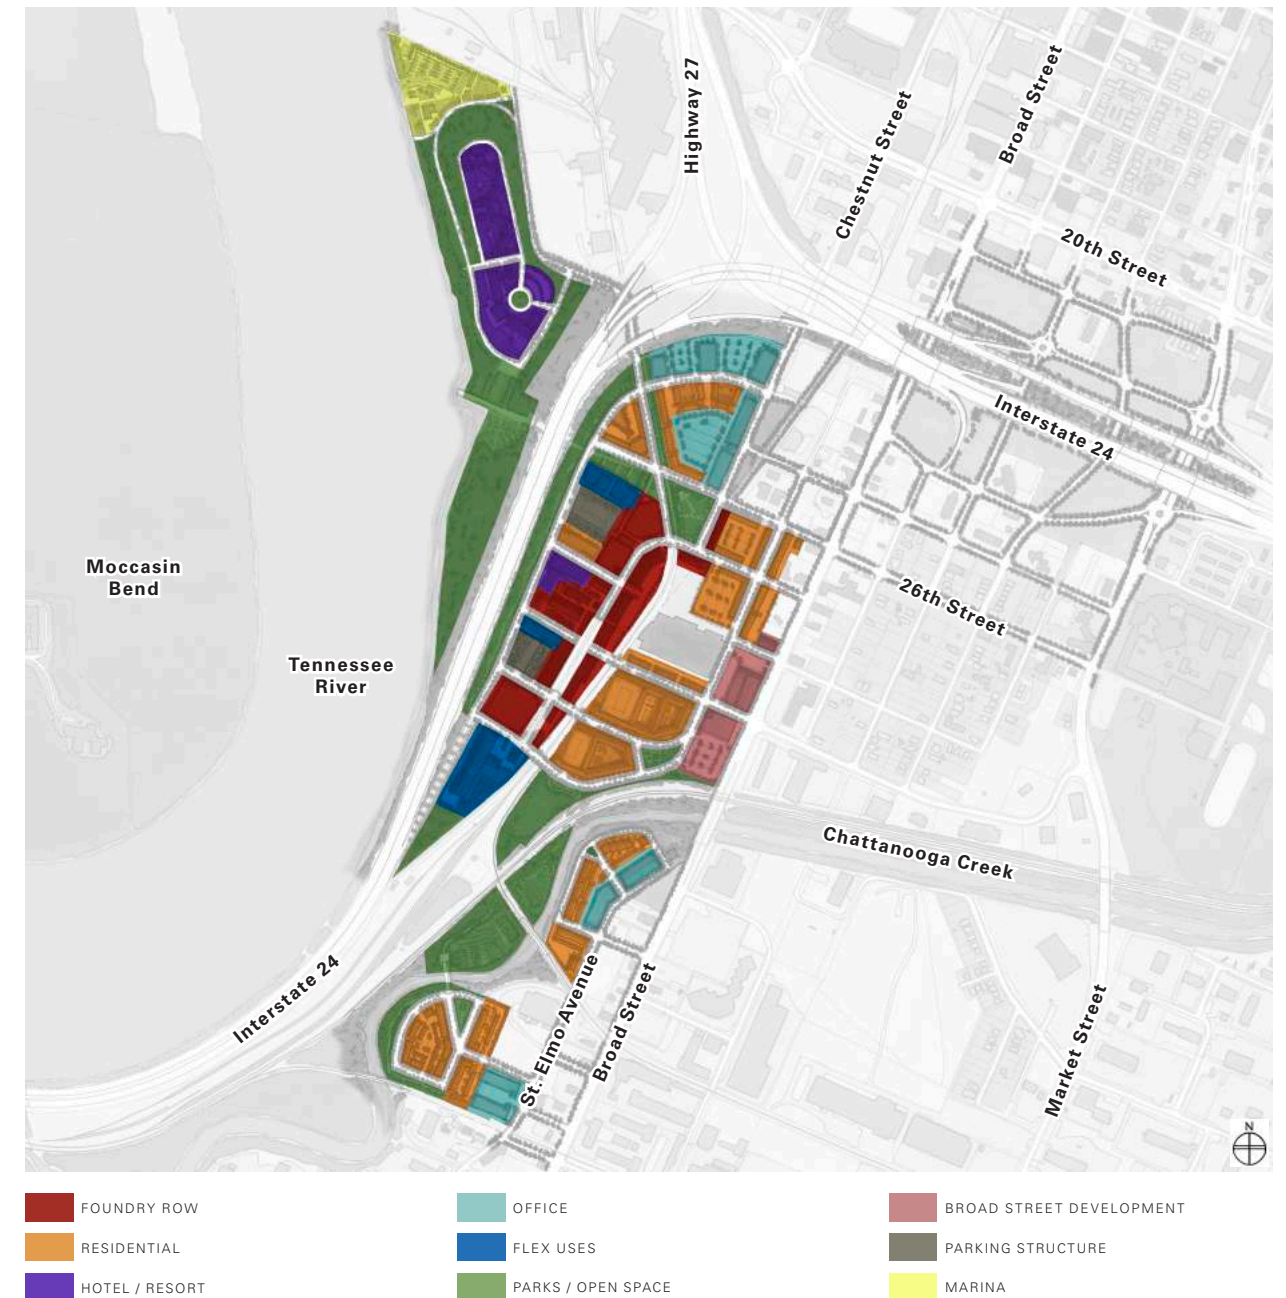 Highway 27
Chestnut Street
Broad Street
20th Street
Interstate 24
Moccasin
Bend
26th Street
Tennessee
River
Chattanooga Creek
Interstate 24
St. Elmo Avenue
Broad Street
Market Street
N
FOUNDRY ROW
OFFICE
BROAD STREET DEVELOPMENT
RESIDENTIAL
FLEX USES
PARKING STRUCTURE
HOTEL / RESORT
PARKS / OPEN SPACE
MARINA